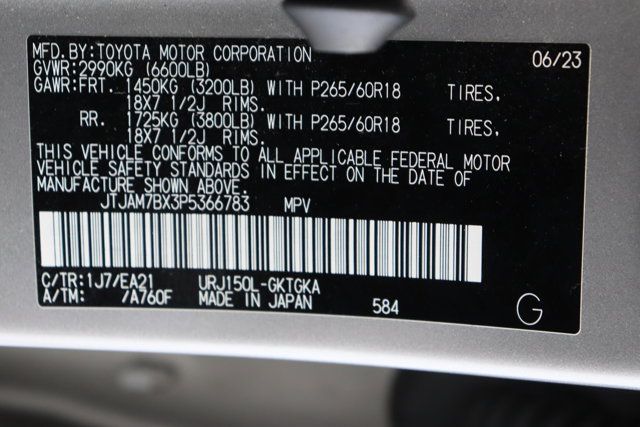 MFD.BY:TOYOTA MOTOR CORPORATION 06/23
GVWR:2990KG (6600LB)
GAWR:FRT. 1450KG (3200LB) WITH P265/60R18 TIRES.
18X7 1/2J RIMS.
RR. 1725KG (3800LB) WITH P265/60R18 TIRES.
18X7 1/2J RIMS.
THIS VEHICLE CONFORMS TO ALL APPLICABLE FEDERAL MOTOR
VEHICLE SAFETY STANDARDS IN EFFECT ON THE DATE OF
MANUFACTURE SHOWN ABOVE.
JTJAM7BX3P5366783 MPV
C/TR:1J7/EA21 URJ150L-GKTGKA
A/TM: /A760F MADE IN JAPAN 584 G